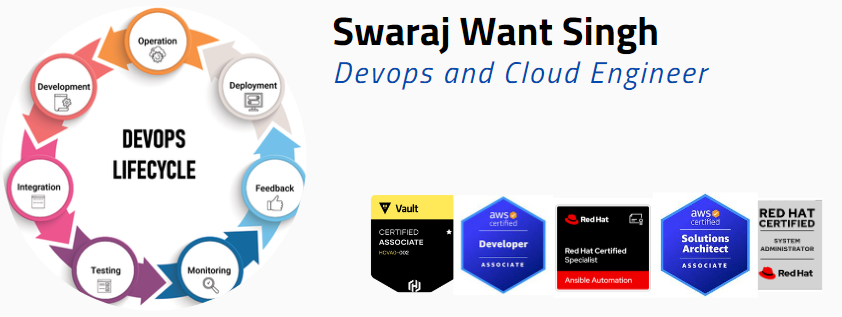 Swaraj Want Singh
Devops and Cloud Engineer
DEVOPS
LIFECYCLE
Operation
Development
Deployment
Integration
Feedback
Testing
Monitoring
Vault
CERTIFIED
ASSOCIATE
HCVA0-002
aws
certified
Developer
ASSOCIATE
Red Hat
Red Hat Certified
Specialist
Ansible Automation
aws
certified
Solutions
Architect
ASSOCIATE
RED HAT
CERTIFIED
SYSTEM
ADMINISTRATOR
Red Hat